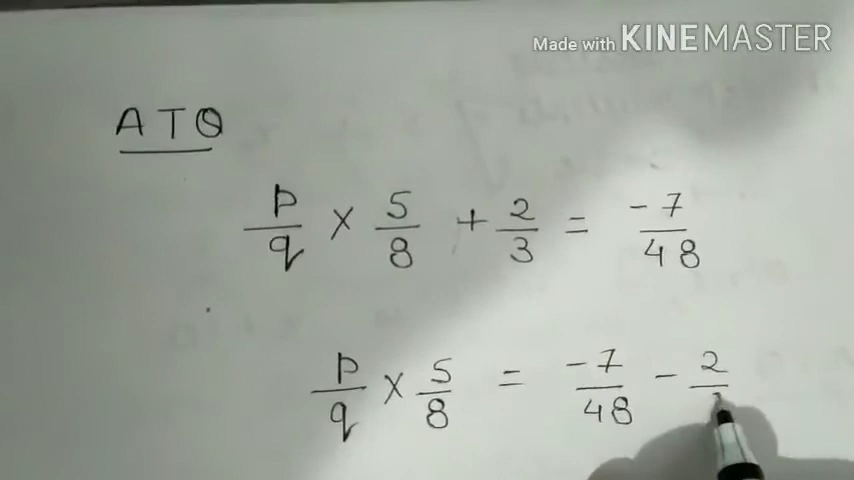 Made with KINEMASTER
ATQ
p/q × 5/8 + 2/3 = -7/48
p/q × 5/8 = -7/48 - 2/